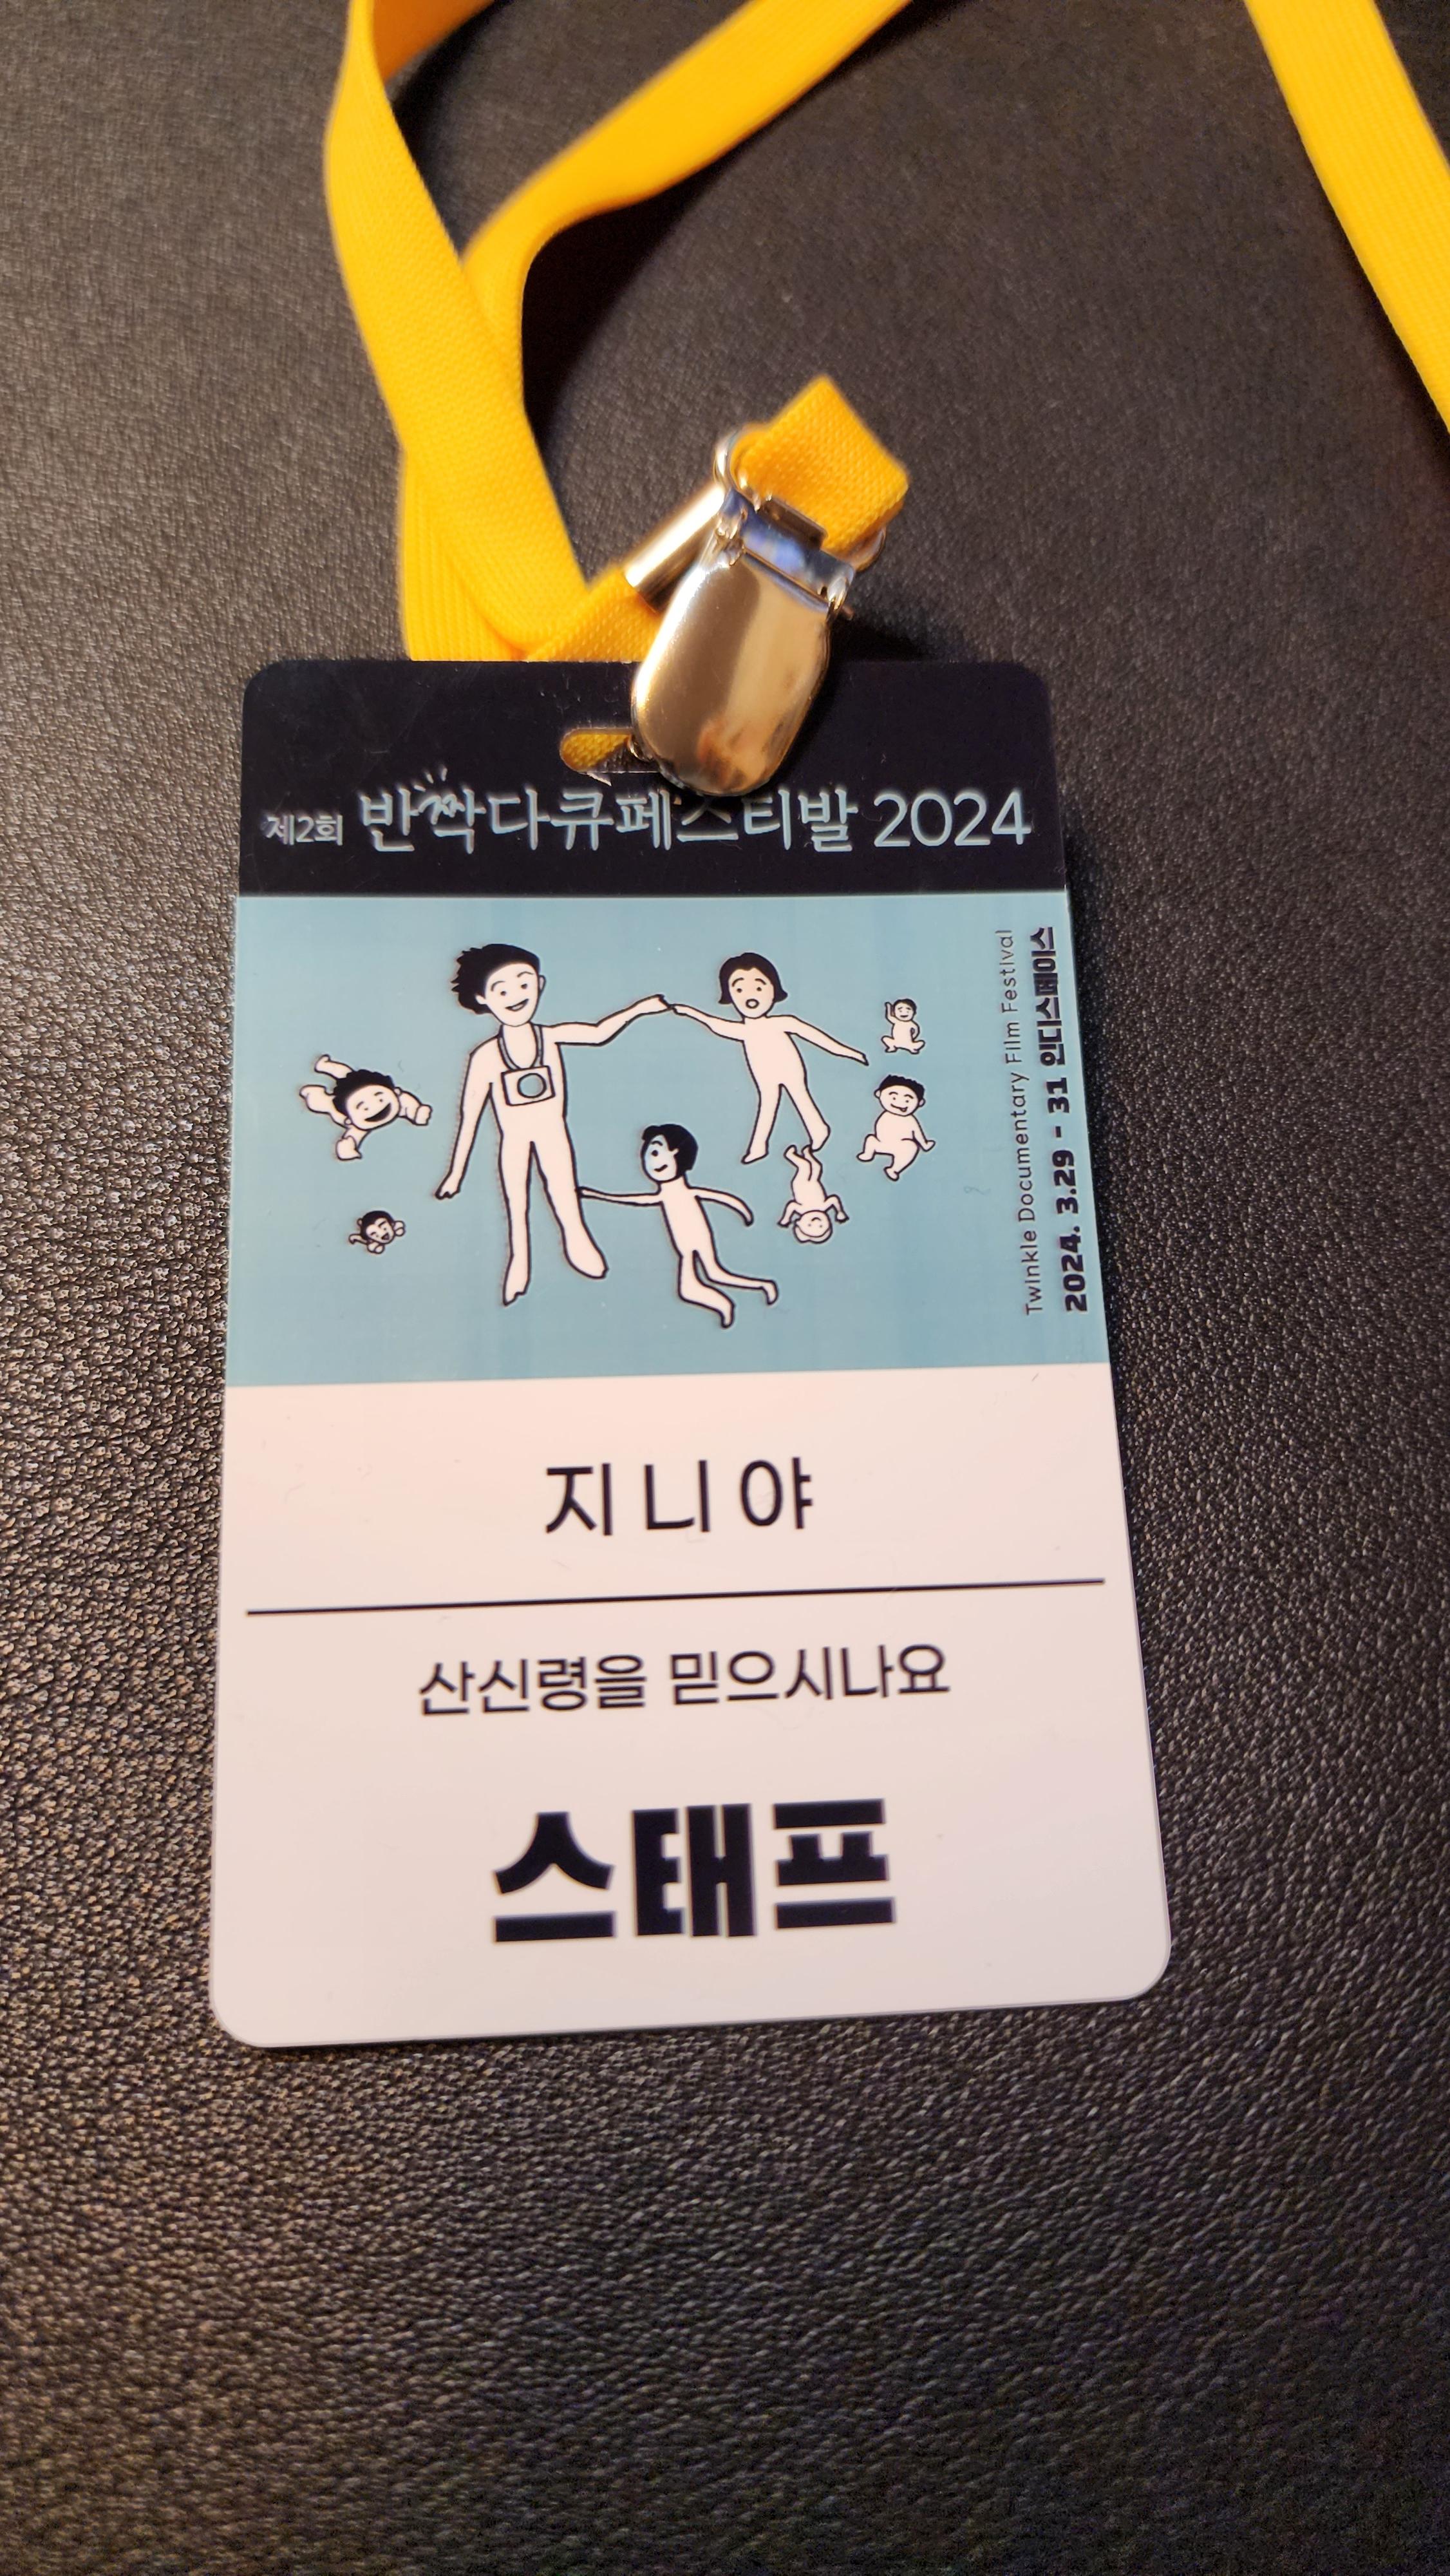 제2회 반짝다큐페스티발 2024
Twinkle Documentary Film Festival
2024. 3.29 - 31 인디스페이스
지니야
산신령을 믿으시나요
스태프